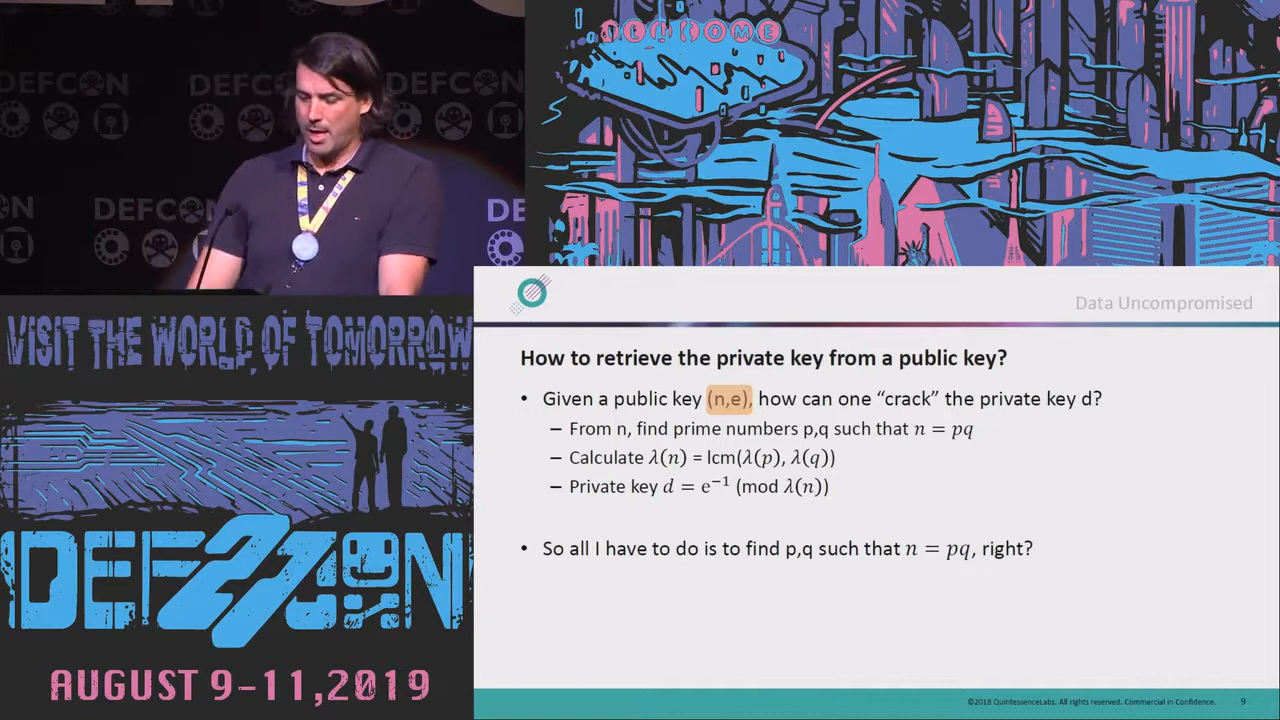 WELCOME
DEFCON
DEFCON
DEFCON
CON
DEFCON
DE
VISIT THE WORLD OF TOMORROW
DEF27CON
AUGUST 9-11,2019
Data Uncompromised
How to retrieve the private key from a public key?
• Given a public key (n,e), how can one “crack” the private key d?
– From n, find prime numbers p,q such that n = pq
– Calculate λ(n) = lcm(λ(p), λ(q))
– Private key d = e⁻¹ (mod λ(n))
• So all I have to do is to find p,q such that n = pq, right?
©2018 QuintessenceLabs. All rights reserved. Commercial in Confidence.
9